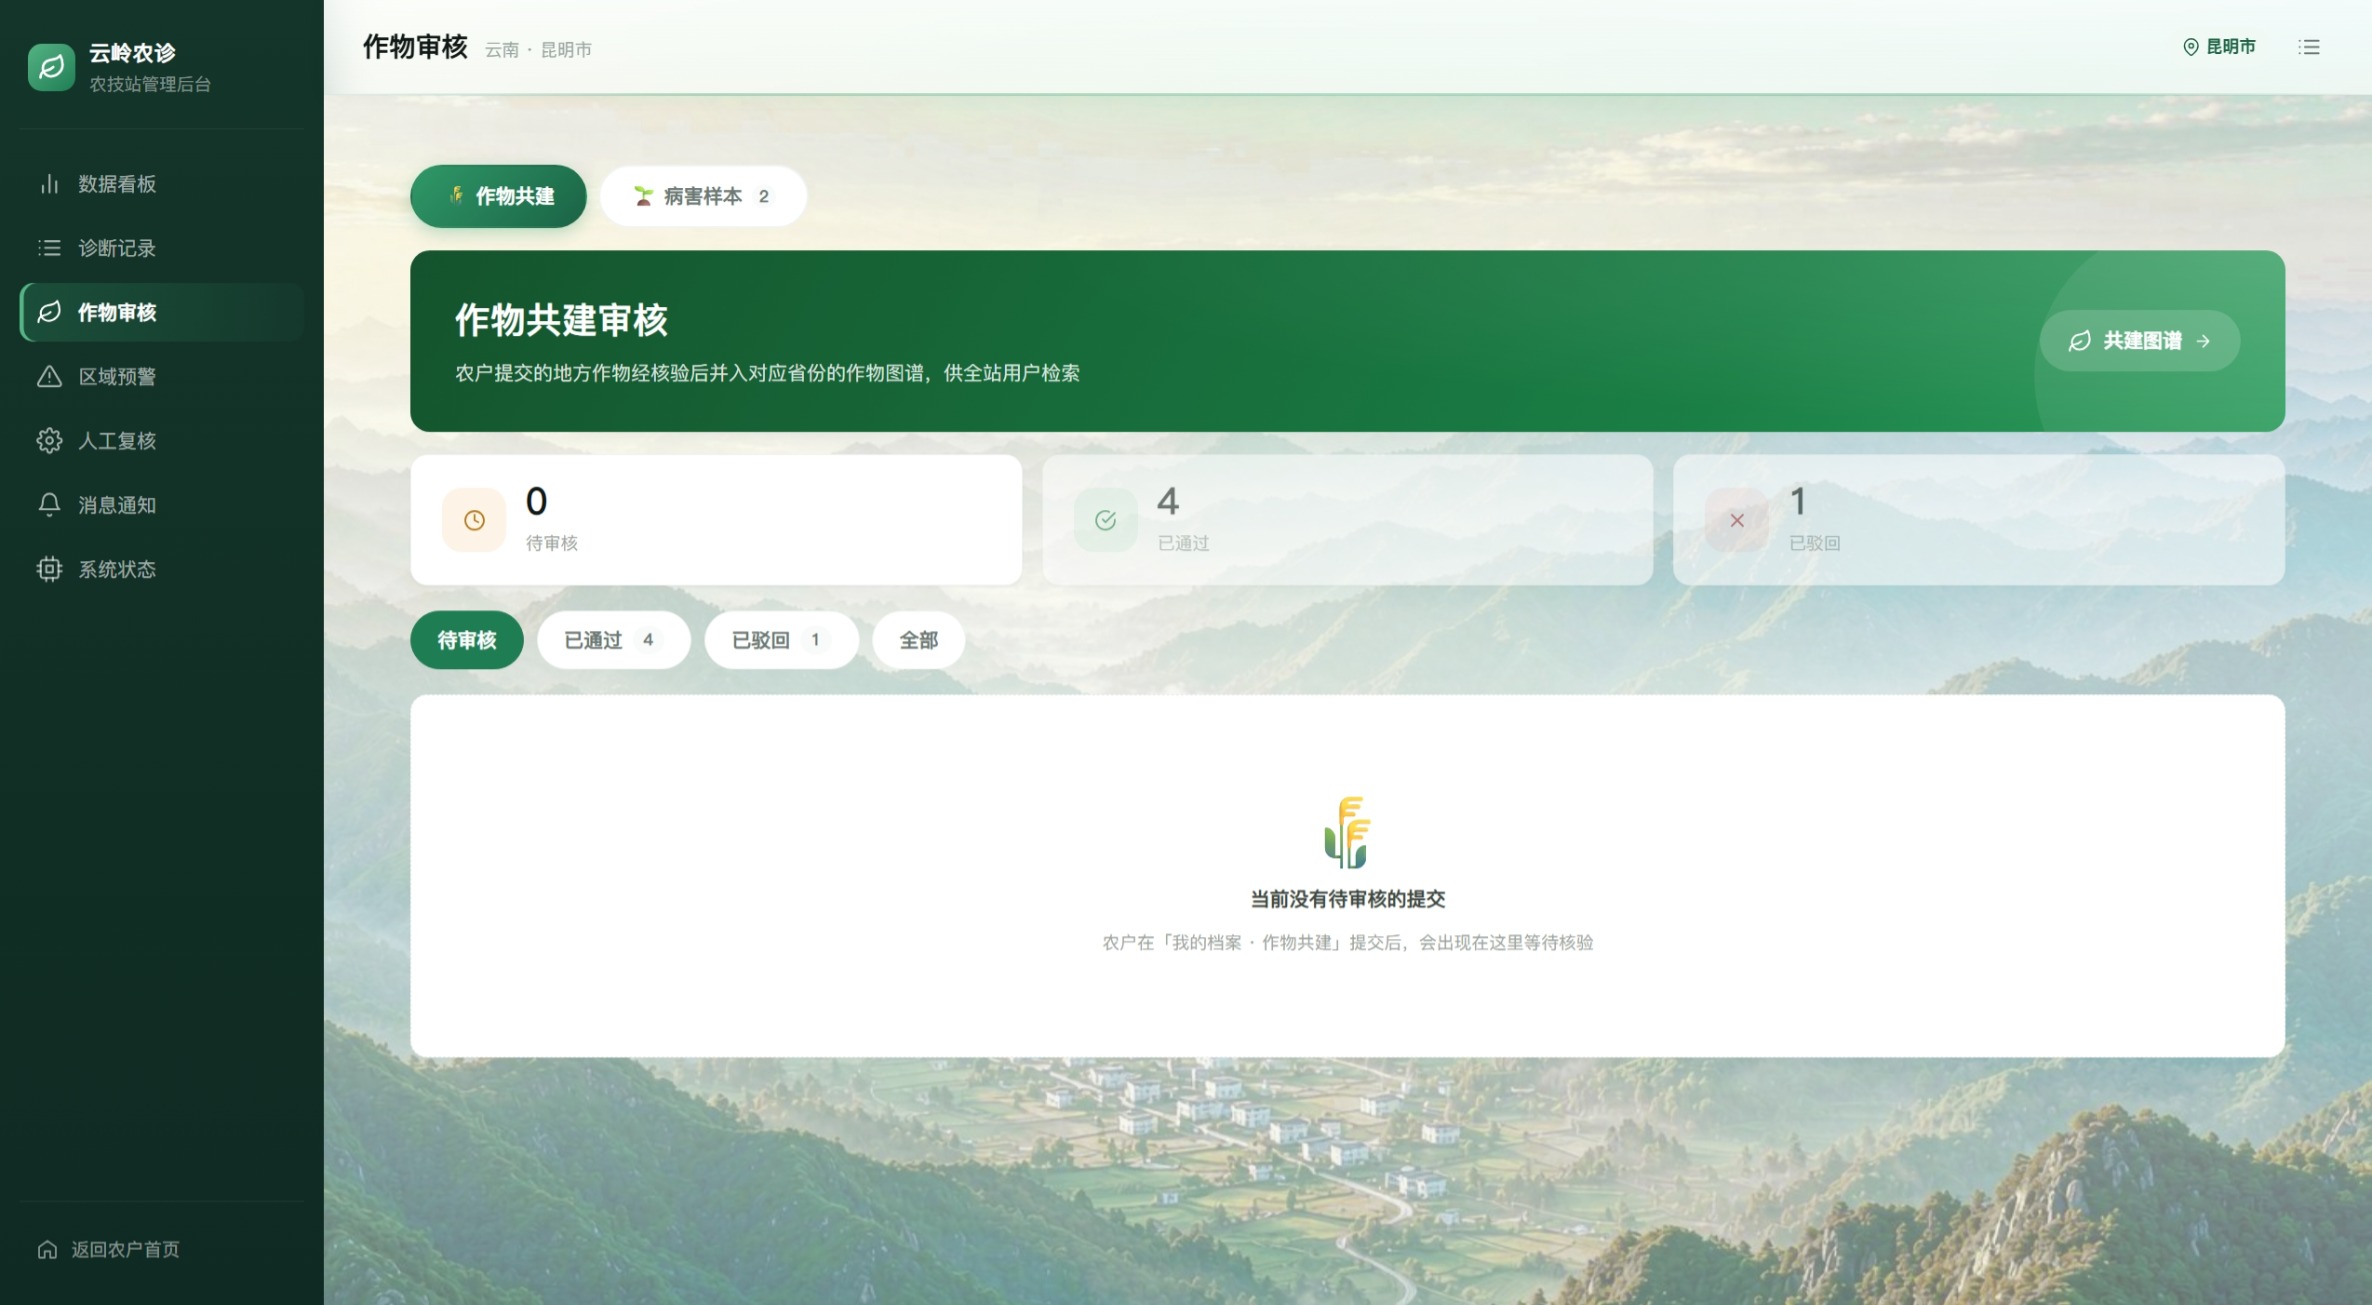 云岭农诊
农技站管理后台
数据看板
诊断记录
作物审核
区域预警
人工复核
消息通知
系统状态
返回农户首页
作物审核 云南 · 昆明市
昆明市
作物共建
病害样本 2
作物共建审核
农户提交的地方作物经核验后并入对应省份的作物图谱，供全站用户检索
共建图谱 →
0
待审核
4
已通过
1
已驳回
待审核
已通过 4
已驳回 1
全部
当前没有待审核的提交
农户在「我的档案 · 作物共建」提交后，会出现在这里等待核验